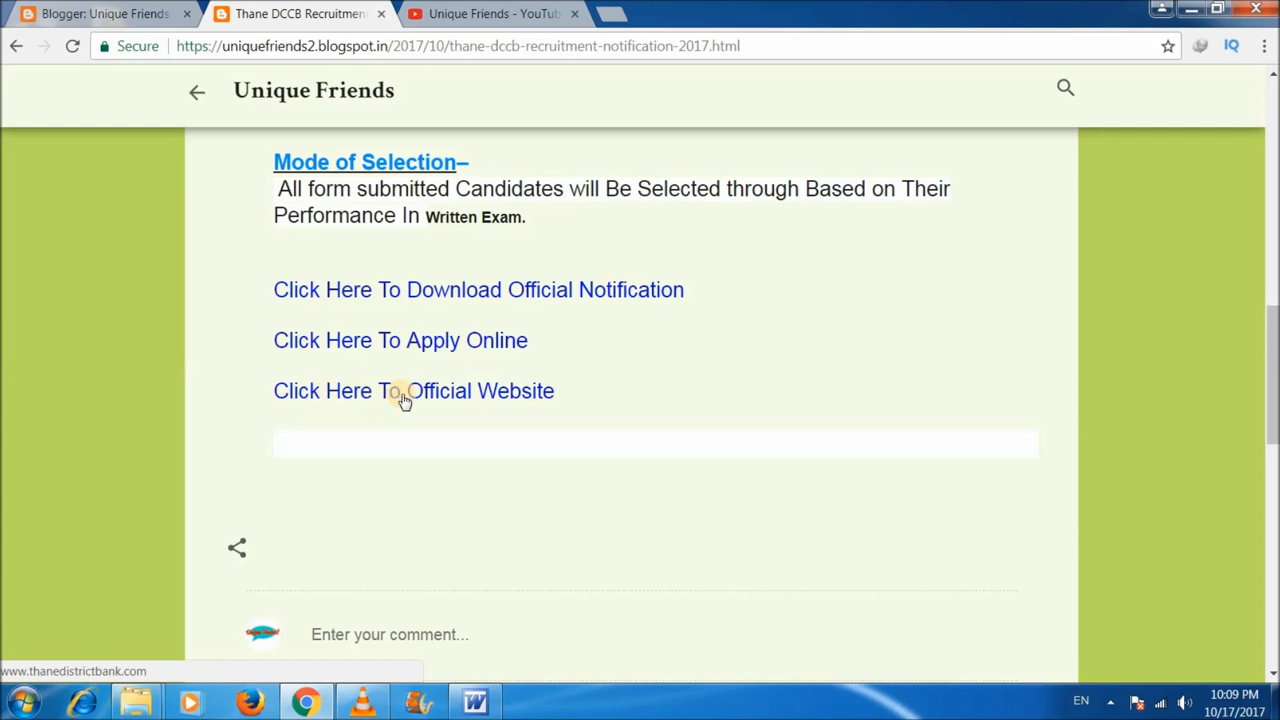 Blogger: Unique Friends
Thane DCCB Recruitmen
Unique Friends - YouTub
Secure
https://uniquefriends2.blogspot.in/2017/10/thane-dccb-recruitment-notification-2017.html
IQ
Unique Friends
Mode of Selection–
All form submitted Candidates will Be Selected through Based on Their
Performance In Written Exam.
Click Here To Download Official Notification
Click Here To Apply Online
Click Here To Official Website
Enter your comment...
www.thanedistrictbank.com
EN
10:09 PM
10/17/2017